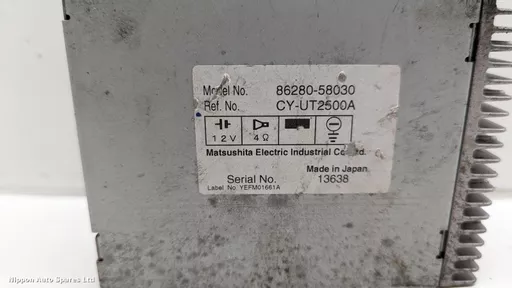 Model No. 86280-58030
Ref. No. CY-UT2500A
12V 4Ω
Matsushita Electric Industrial Co., Ltd.
Made in Japan
Serial No. 13638
Label No. YEFM01661A
Nippon Auto Spares Ltd